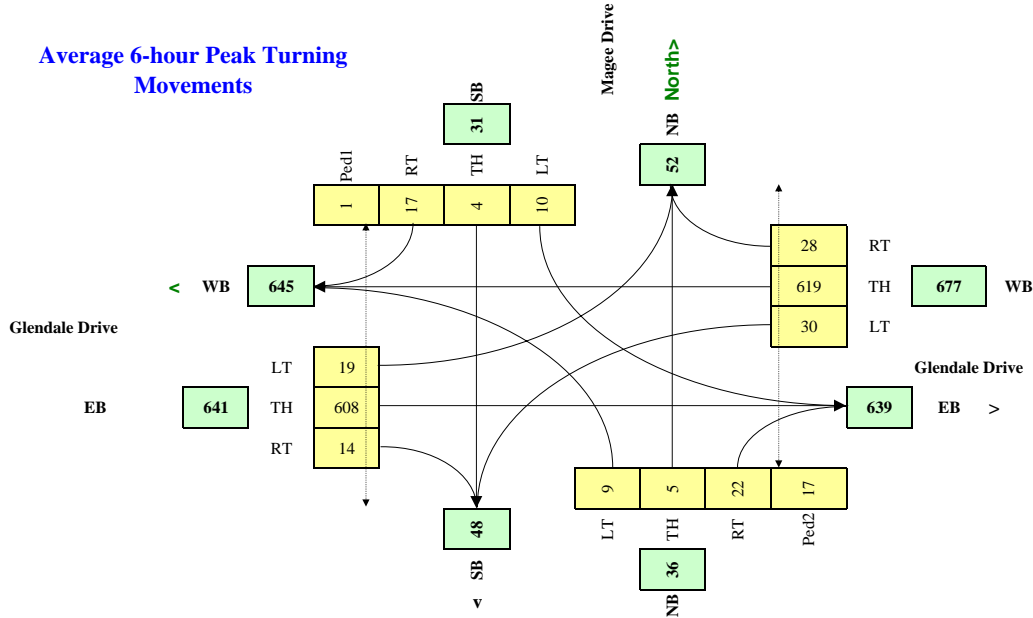 Average 6-hour Peak Turning
Movements
Magee Drive
North>
SB
31
NB
52
Ped1
RT
TH
LT
1
17
4
10
28
RT
< WB 645
619
TH
677 WB
30
LT
Glendale Drive
LT
19
Glendale Drive
EB
641
TH
608
639
EB >
RT
14
9
5
22
17
LT
TH
RT
Ped2
48
SB
v
36
NB